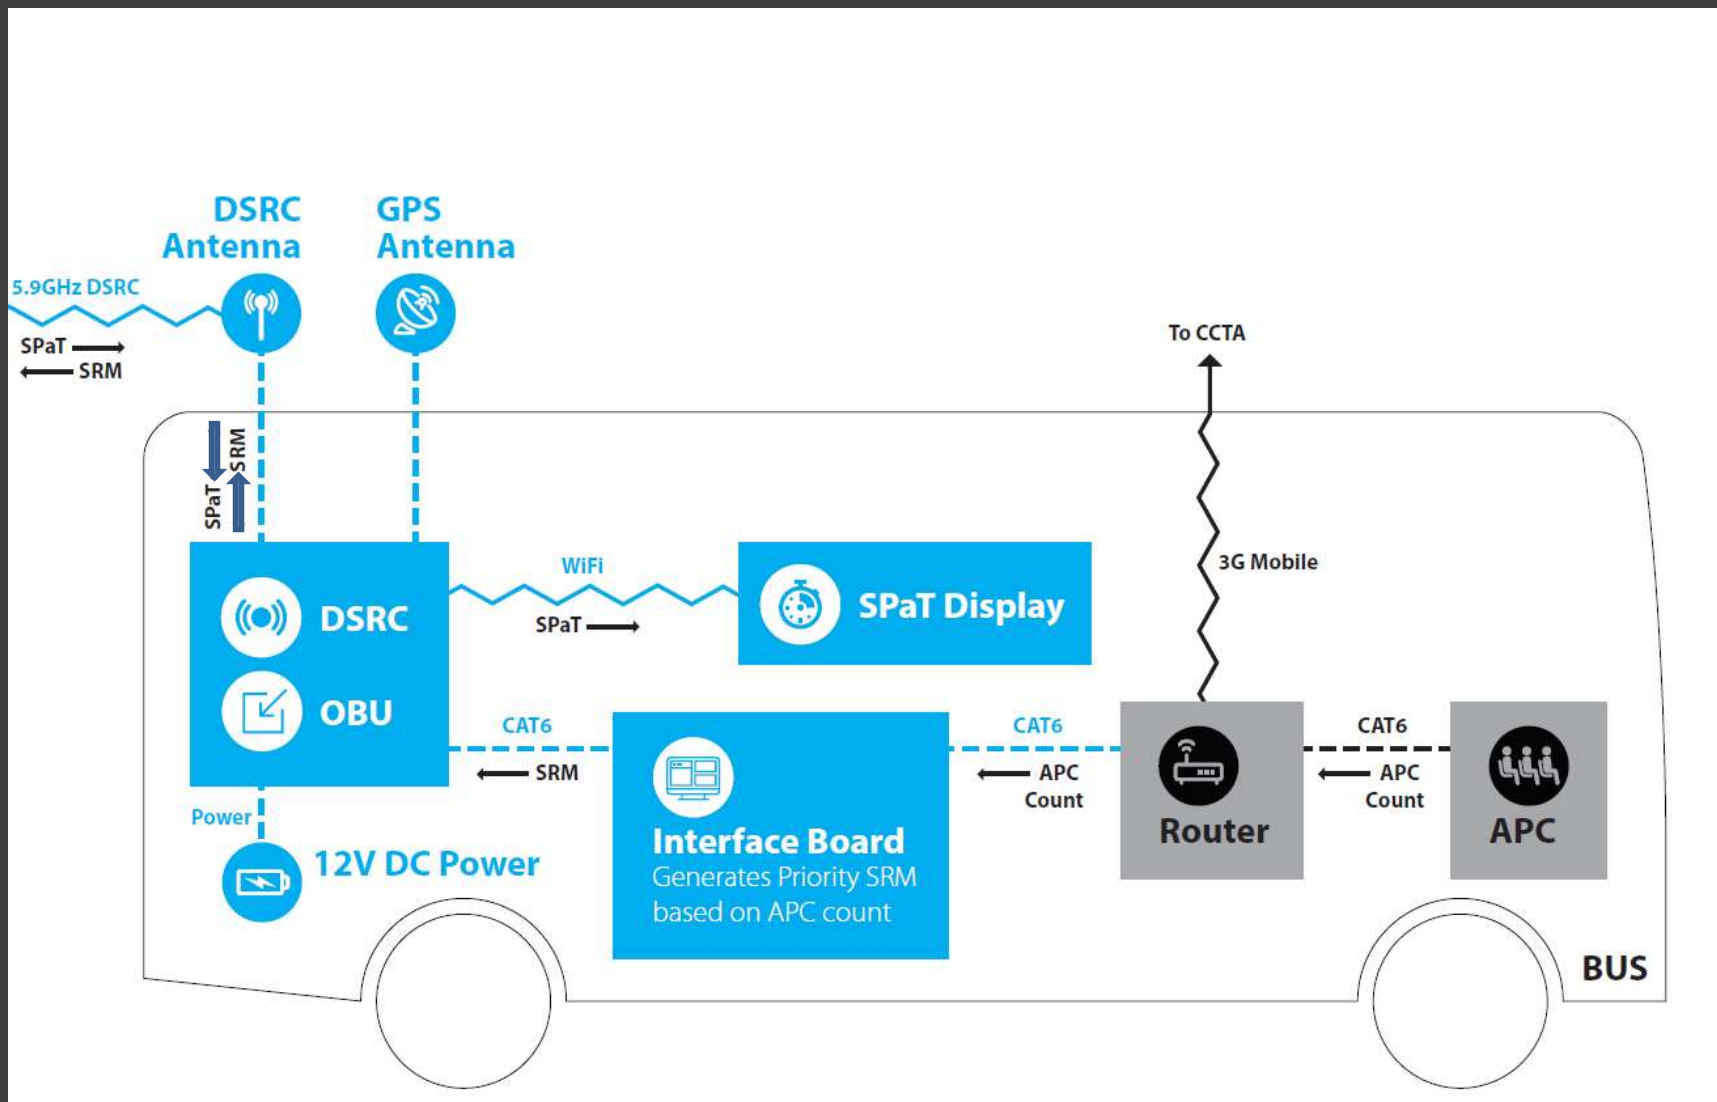 DSRC
Antenna
GPS
Antenna
5.9GHz DSRC
SPaT
SRM
To CCTA
SPaT
SRM
3G Mobile
DSRC
OBU
WiFi
SPaT
SPaT Display
CAT6
SRM
CAT6
APC
Count
CAT6
APC
Count
Power
12V DC Power
Interface Board
Generates Priority SRM
based on APC count
Router
APC
BUS